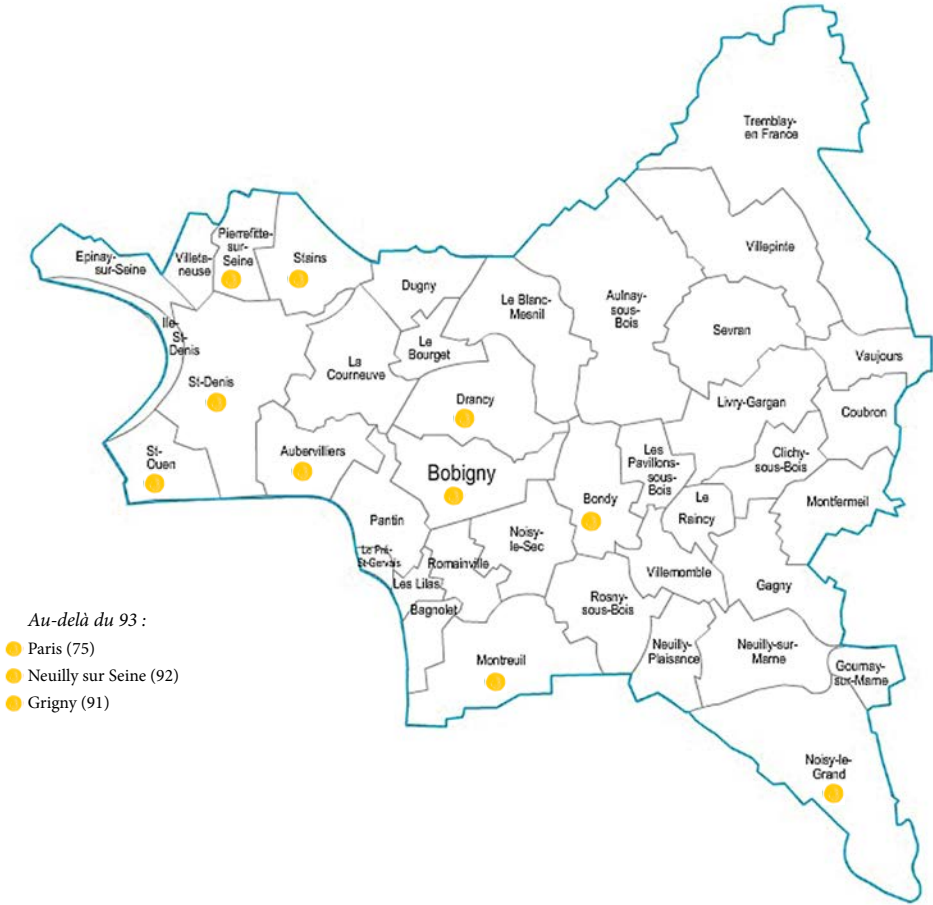 Tremblay-
en France
Pierrefitte-
sur-
Seine
Epinay-
sur-Seine
Villeta-
neuse
Stains
Villepinte
Dugny
Le Blanc-
Mesnil
Aulnay-
sous-
Bois
Sevran
Ile-
St-
Denis
Le
Bourget
La
Courneuve
Vaujours
St-Denis
Drancy
Livry-Gargan
Coubron
St-
Ouen
Aubervilliers
Bobigny
Les
Pavillons-
sous-
Bois
Clichy-
sous-Bois
Bondy
Le
Raincy
Montfermeil
Pantin
Noisy-
le-Sec
Le Pré-
St-Gervais
Romainville
Les Lilas
Villemomble
Gagny
Bagnolet
Rosny-
sous-Bois
Au-delà du 93 :
Paris (75)
Neuilly sur Seine (92)
Grigny (91)
Montreuil
Neuilly-
Plaisance
Neuilly-sur-
Marne
Gournay-
sur-Marne
Noisy-le-
Grand